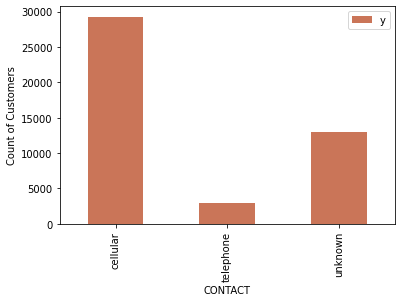 y
30000
25000
20000
15000
10000
5000
0
Count of Customers
cellular
telephone
unknown
CONTACT